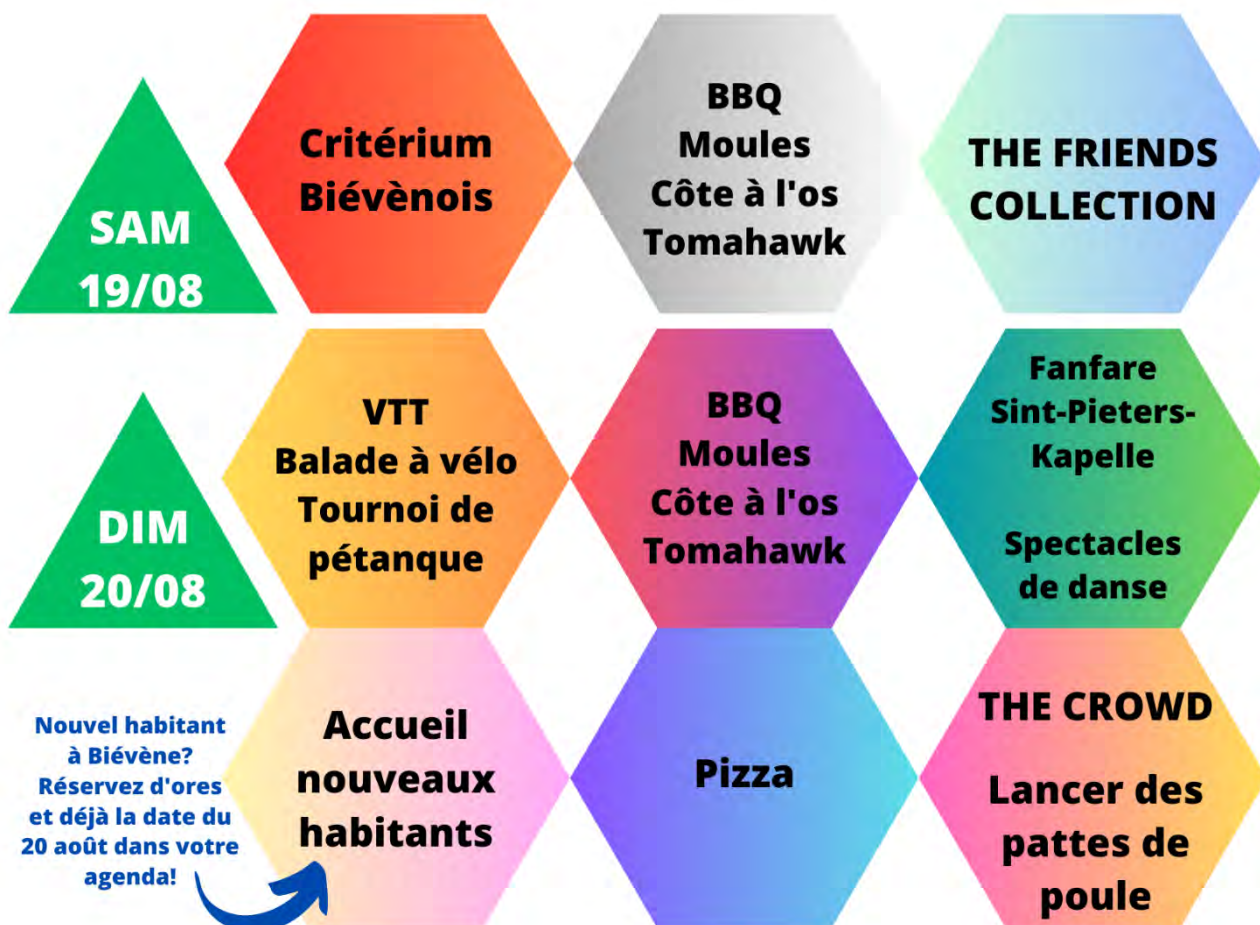 SAM
19/08
Critérium
Biévènois
BBQ
Moules
Côte à l'os
Tomahawk
THE FRIENDS
COLLECTION
DIM
20/08
VTT
Balade à vélo
Tournoi de
pétanque
BBQ
Moules
Côte à l'os
Tomahawk
Fanfare
Sint-Pieters-
Kapelle
Spectacles
de danse
Nouvel habitant
à Biévène?
Réservez d'ores
et déjà la date du
20 août dans votre
agenda!
Accueil
nouveaux
habitants
Pizza
THE CROWD
Lancer des
pattes de
poule